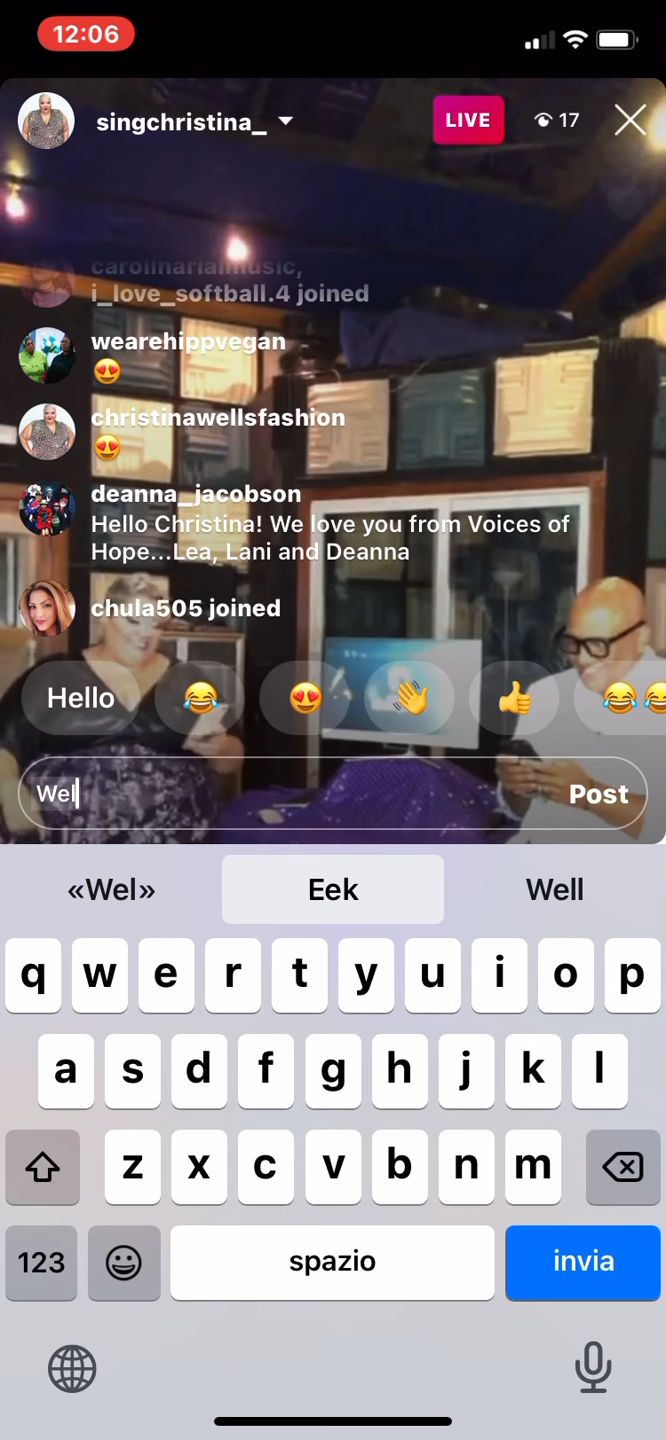 12:06
singchristina_
LIVE
17
carolinarialmusic,
i_love_softball.4 joined
wearehippvegan
😍
christinawellsfashion
😍
deanna_jacobson
Hello Christina! We love you from Voices of
Hope...Lea, Lani and Deanna
chula505 joined
Hello 😂 😍 👋 👍 😂😂
Wel Post
«Wel» Eek Well
q w e r t y u i o p
a s d f g h j k l
z x c v b n m
123 spazio invia